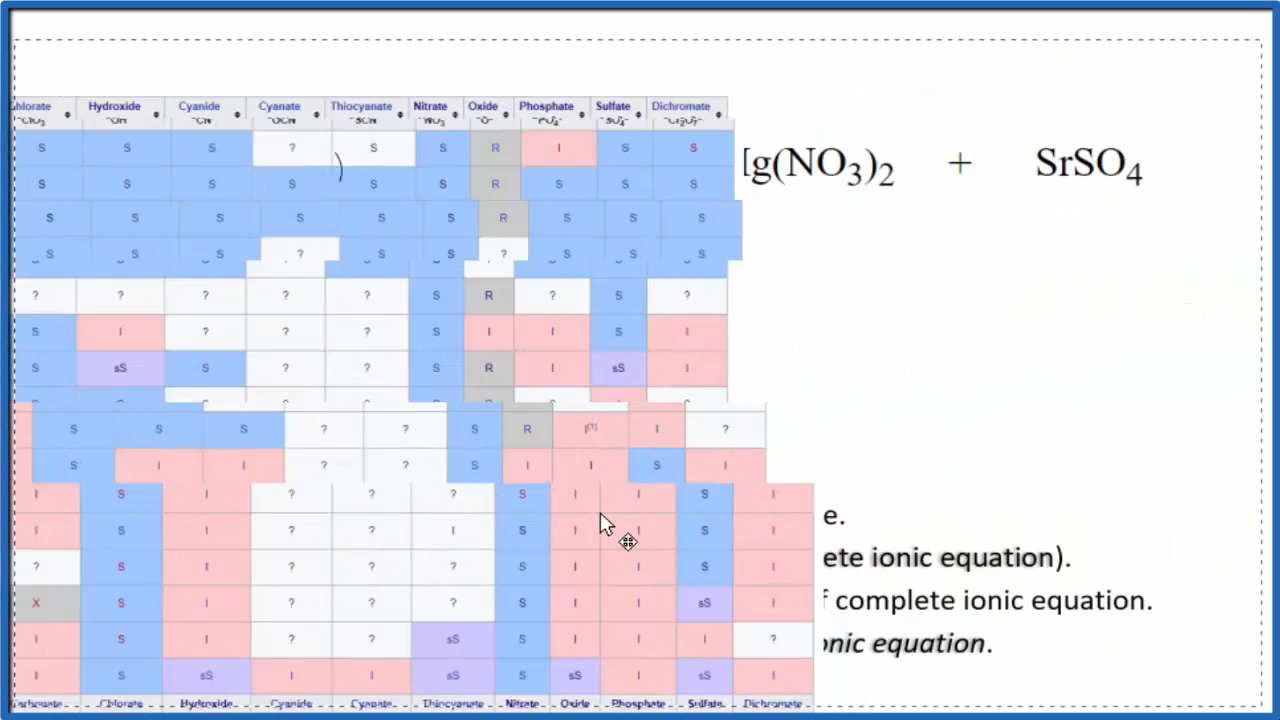 hlorate Hydroxide Cyanide Cyanate Thiocyanate Nitrate Oxide Phosphate Sulfate Dichromate
S S S ? S S R I S S
S S S S S S R S S S
S S S S S S R S S S
S S S ? S ? S S S
? ? ? ? ? S R ? S ?
S I ? ? ? S I I S I
S sS S ? ? S R I sS I
S S S ? ? S R I[1] I ?
S I I ? ? S I I S I
I S I ? ? ? S I I S I
I S I ? ? I S I I S I
? S I ? ? ? S I I S I
X S I ? ? ? S I I sS I
I S I ? ? sS S I I I ?
I S sS I I sS S sS I sS I
Carbonate Chlorate Hydroxide Cyanide Cyanate Thiocyanate Nitrate Oxide Phosphate Sulfate Dichromate
g(NO₃)₂ + SrSO₄
e.
ete ionic equation).
f complete ionic equation.
onic equation.